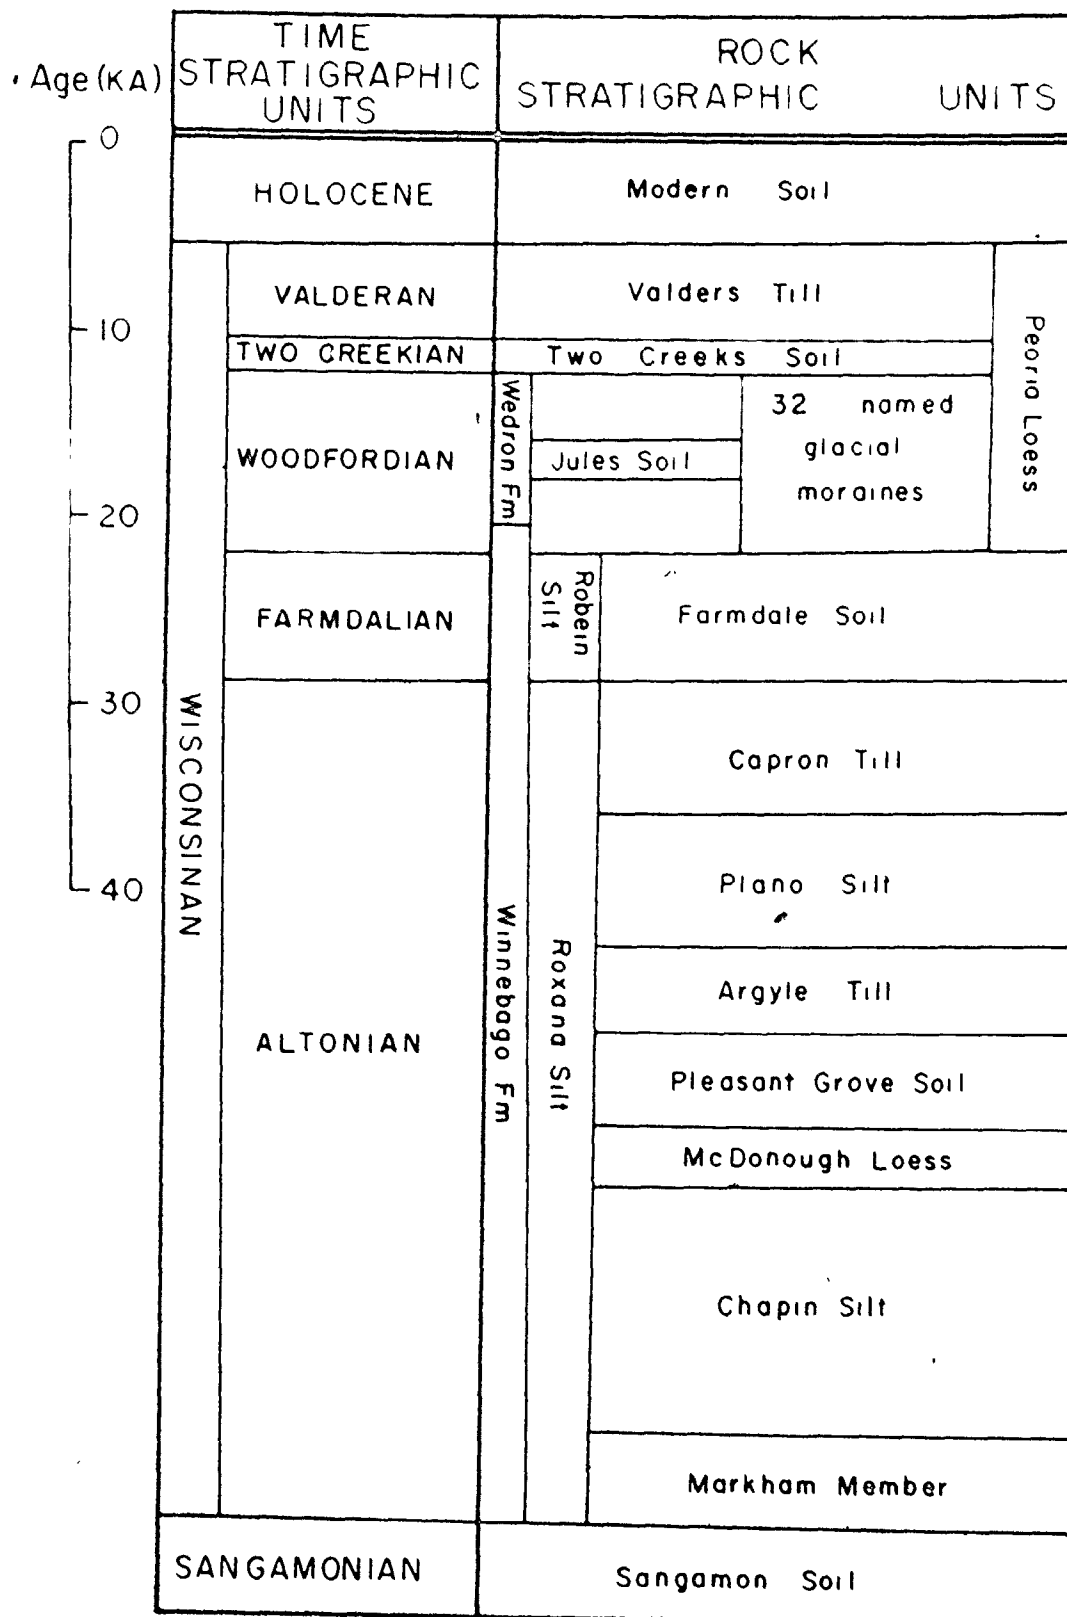 Age (KA)
TIME
STRATIGRAPHIC
UNITS
ROCK
STRATIGRAPHIC UNITS
0
HOLOCENE
Modern Soil
VALDERAN
Valders Till
10
TWO CREEKIAN
Two Creeks Soil
Peoria Loess
WOODFORDIAN
Wedron Fm
Jules Soil
32 named
glacial
moraines
20
FARMDALIAN
Robein
Silt
Farmdale Soil
30
WISCONSINAN
Capron Till
40
Plano Silt
ALTONIAN
Winnebago Fm
Roxana Silt
Argyle Till
Pleasant Grove Soil
McDonough Loess
Chapin Silt
Markham Member
SANGAMONIAN
Sangamon Soil